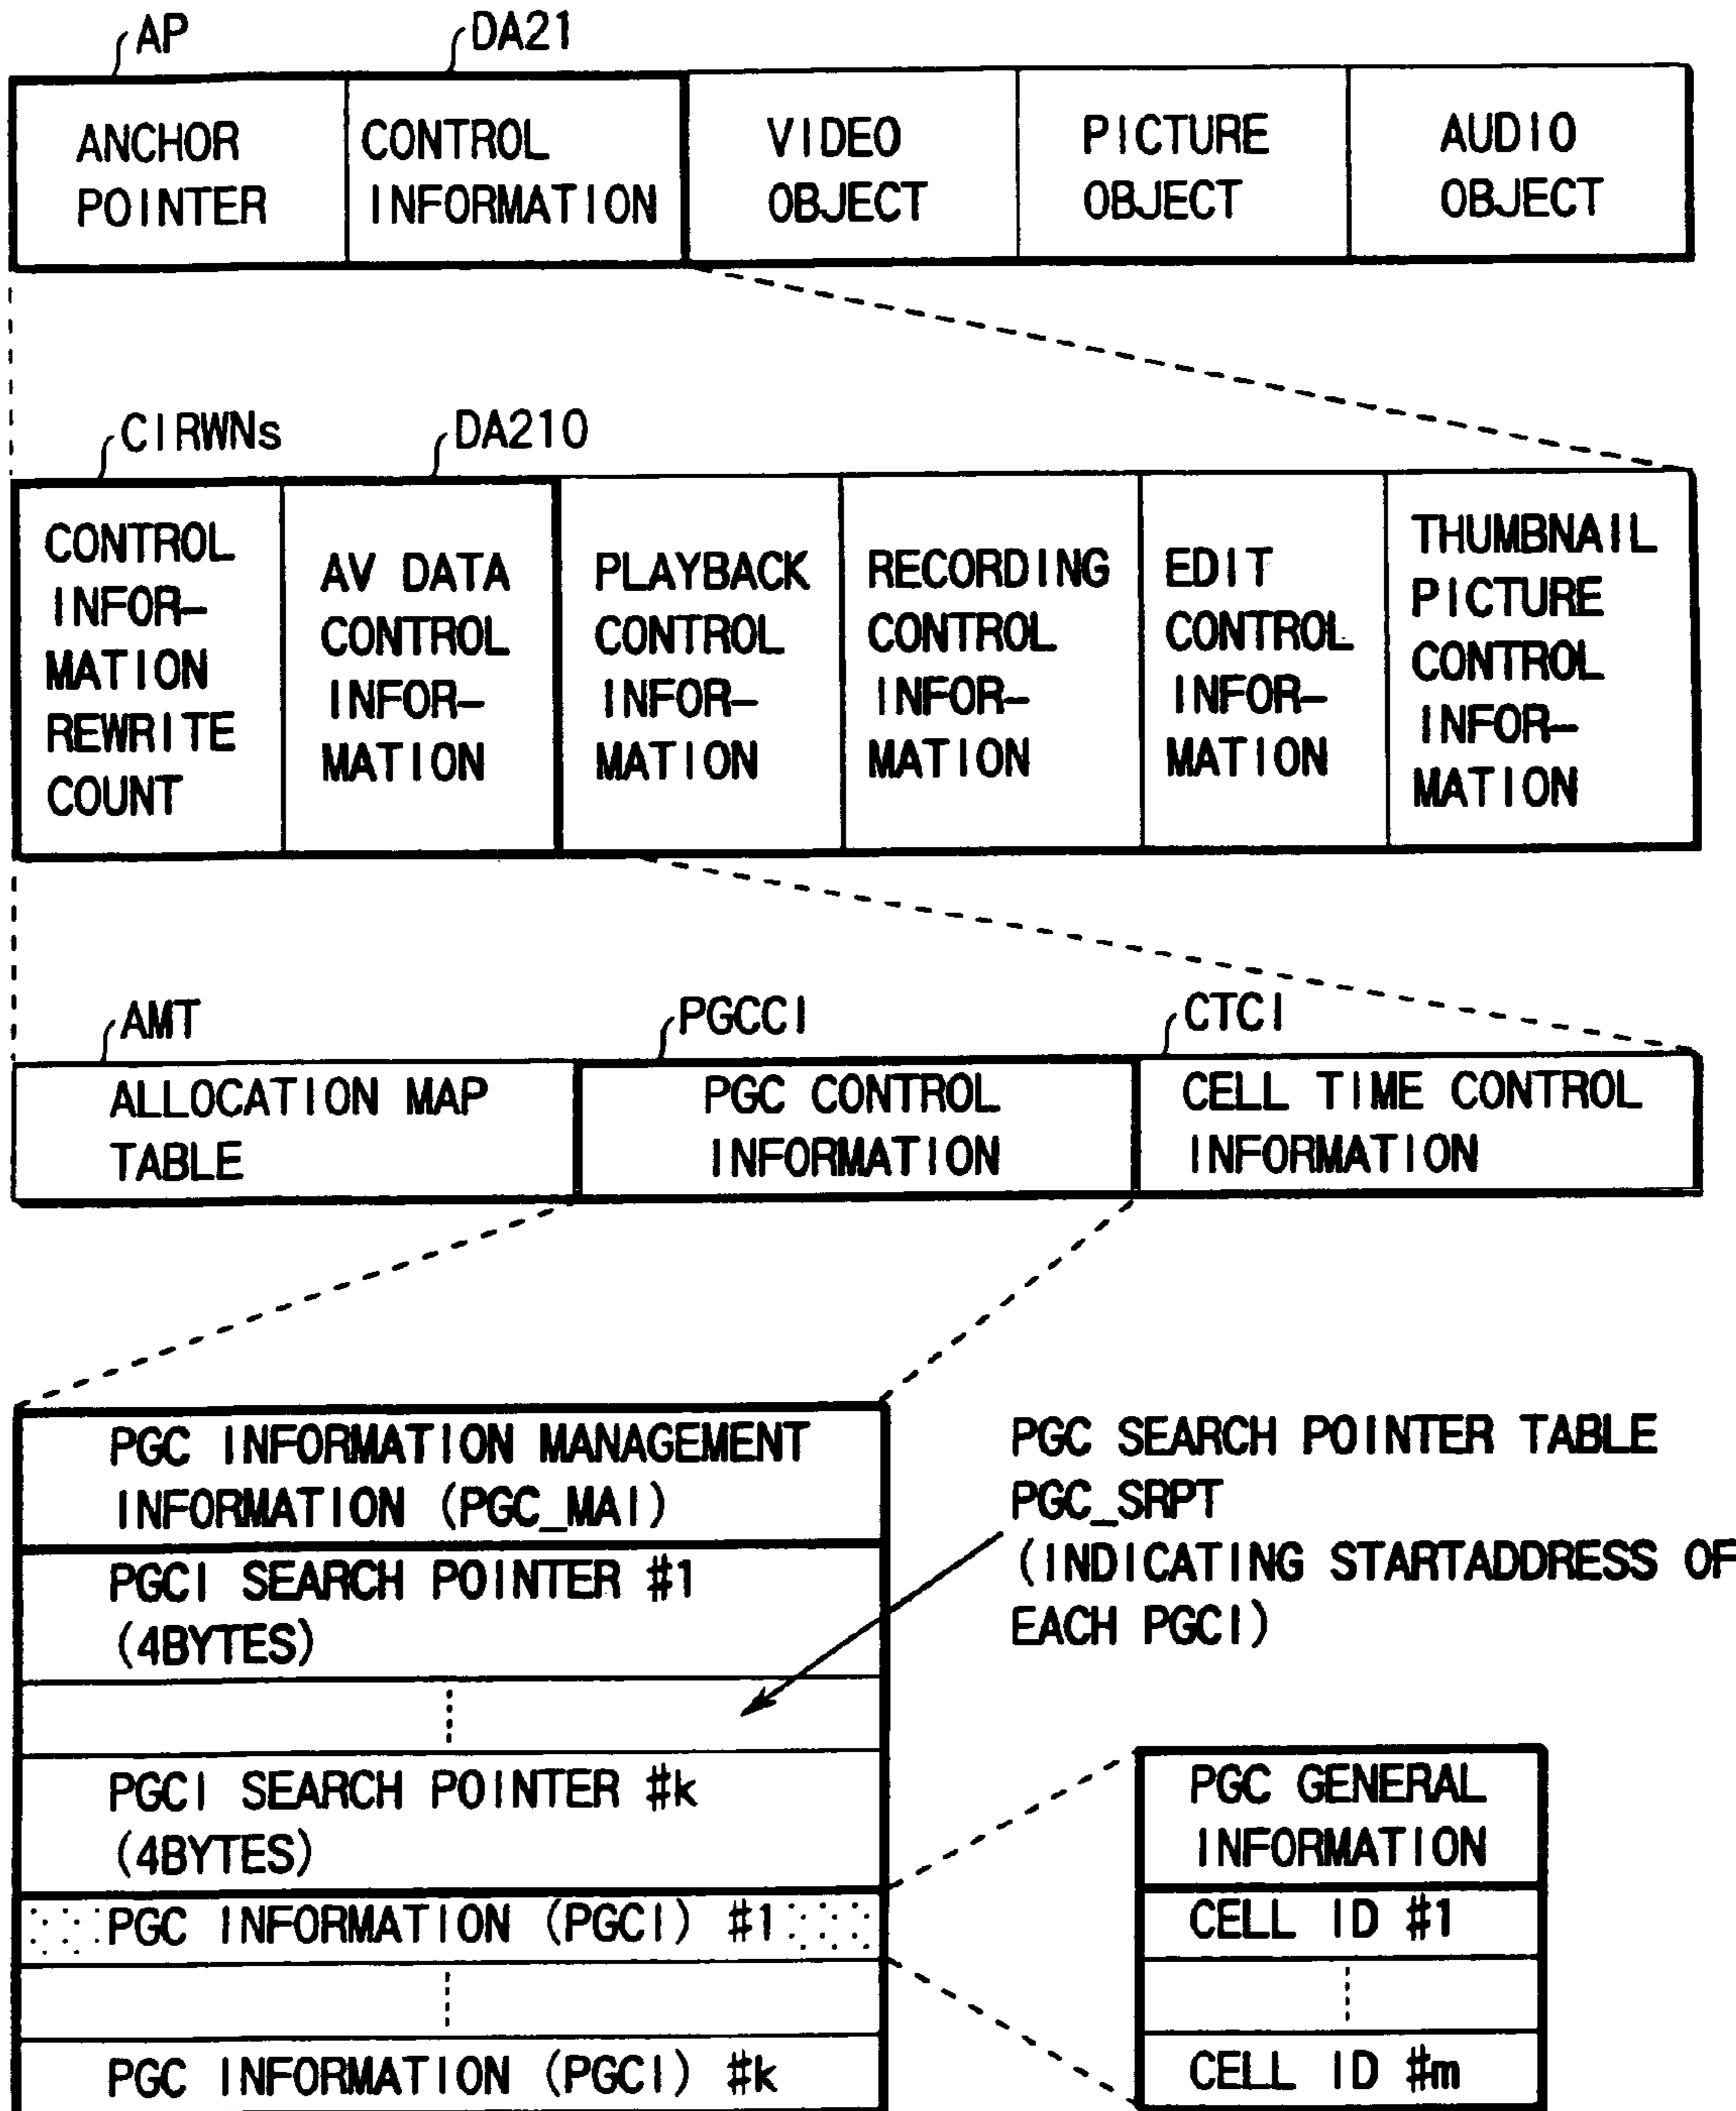 AP
DA21
ANCHOR
POINTER
CONTROL
INFORMATION
VIDEO
OBJECT
PICTURE
OBJECT
AUDIO
OBJECT
CIRWNs
DA210
CONTROL
INFOR-
MATION
REWRITE
COUNT
AV DATA
CONTROL
INFOR-
MATION
PLAYBACK
CONTROL
INFOR-
MATION
RECORDING
CONTROL
INFOR-
MATION
EDIT
CONTROL
INFOR-
MATION
THUMBNAIL
PICTURE
CONTROL
INFOR-
MATION
AMT
PGCCI
CTCI
ALLOCATION MAP
TABLE
PGC CONTROL
INFORMATION
CELL TIME CONTROL
INFORMATION
PGC INFORMATION MANAGEMENT
INFORMATION (PGC_MAI)
PGCI SEARCH POINTER #1
(4BYTES)
PGCI SEARCH POINTER #k
(4BYTES)
PGC INFORMATION (PGCI) #1
PGC INFORMATION (PGCI) #k
PGC SEARCH POINTER TABLE
PGC_SRPT
(INDICATING STARTADDRESS OF
EACH PGCI)
PGC GENERAL
INFORMATION
CELL ID #1
CELL ID #m